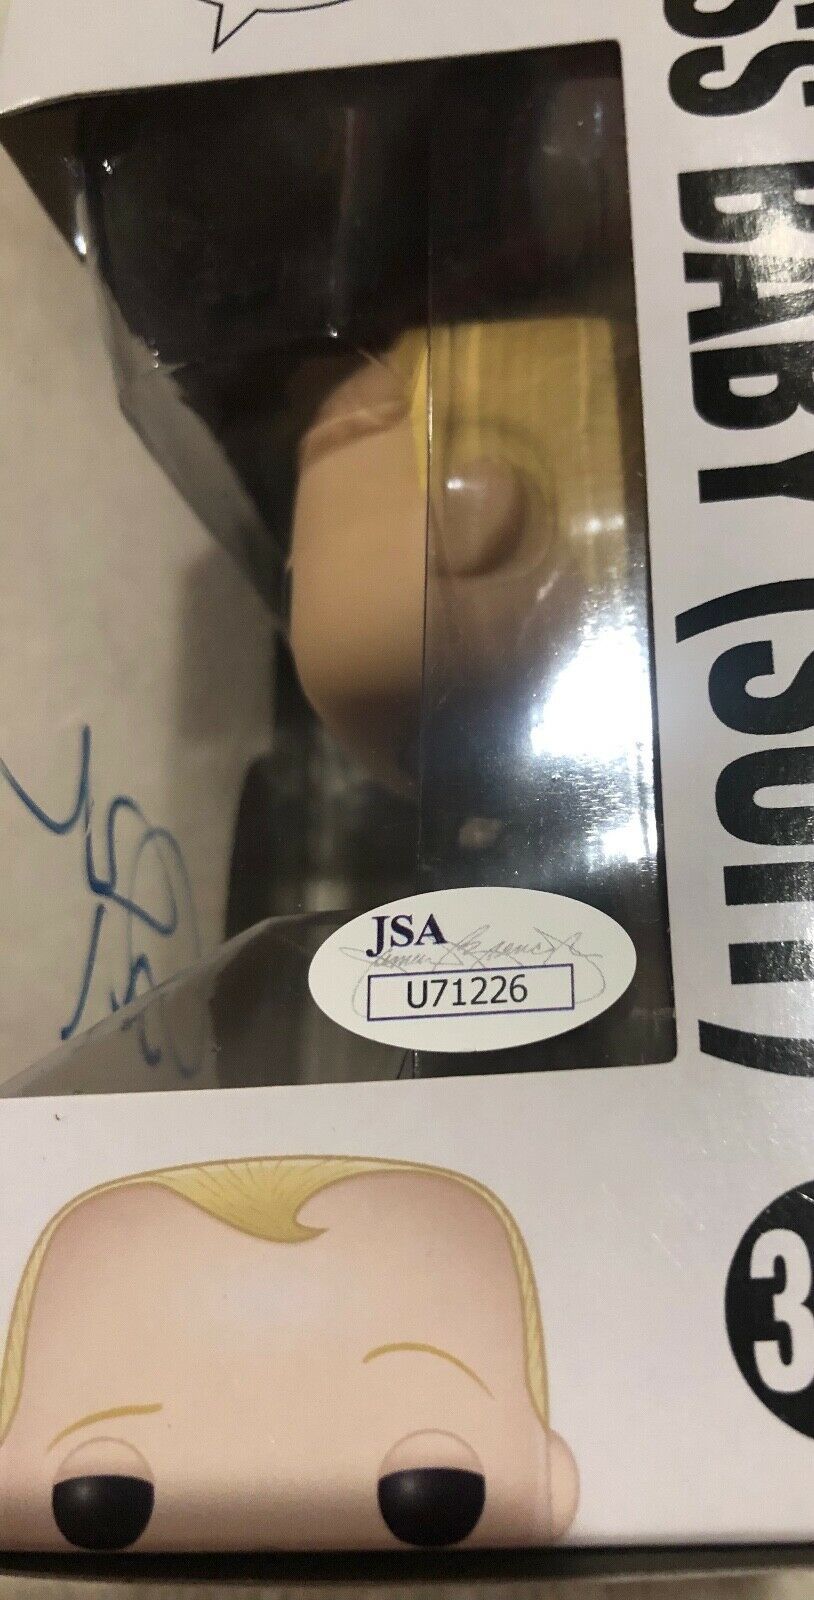 SS BABY (SUIT)
JSA
U71226
3